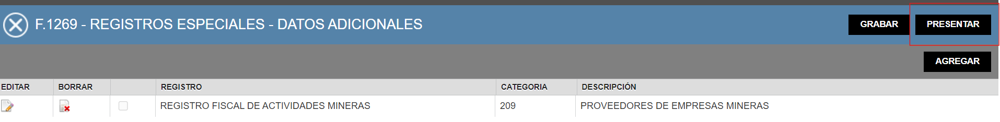 F.1269 - REGISTROS ESPECIALES - DATOS ADICIONALES GRABAR PRESENTAR
AGREGAR
EDITAR BORRAR REGISTRO CATEGORIA DESCRIPCIÓN
REGISTRO FISCAL DE ACTIVIDADES MINERAS 209 PROVEEDORES DE EMPRESAS MINERAS